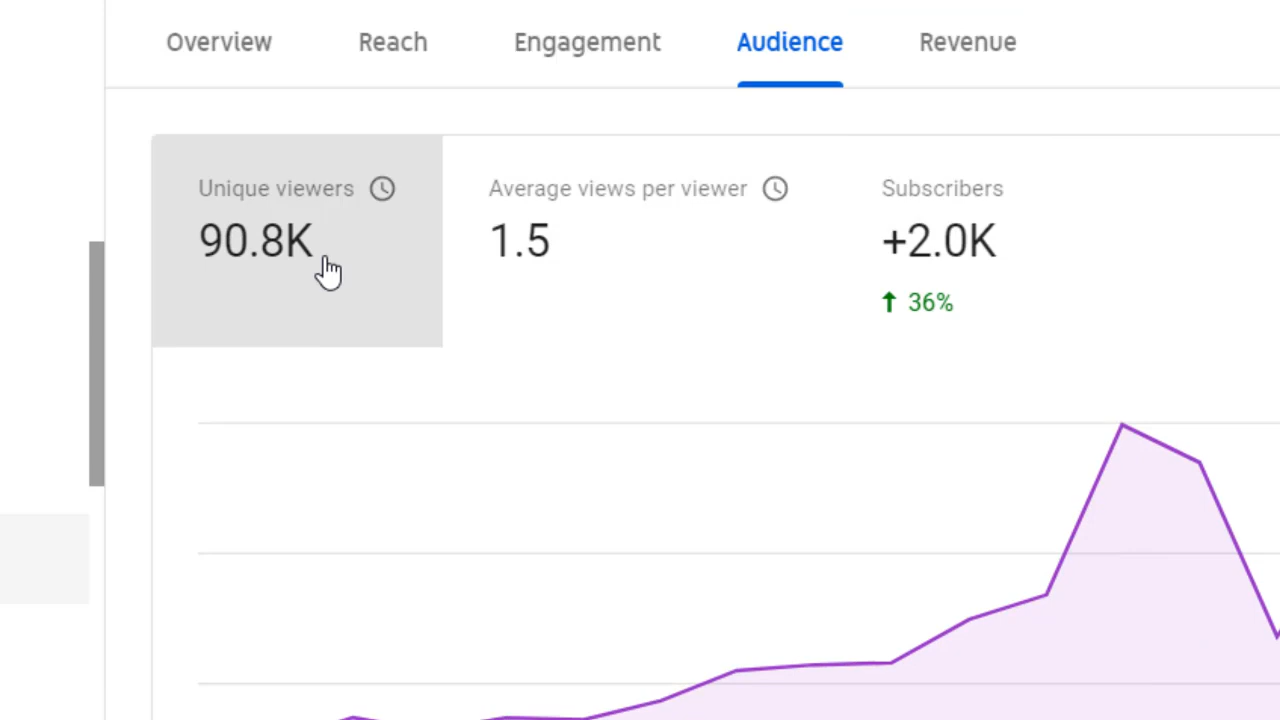 Overview Reach Engagement Audience Revenue
Unique viewers Average views per viewer Subscribers
90.8K 1.5 +2.0K
36%